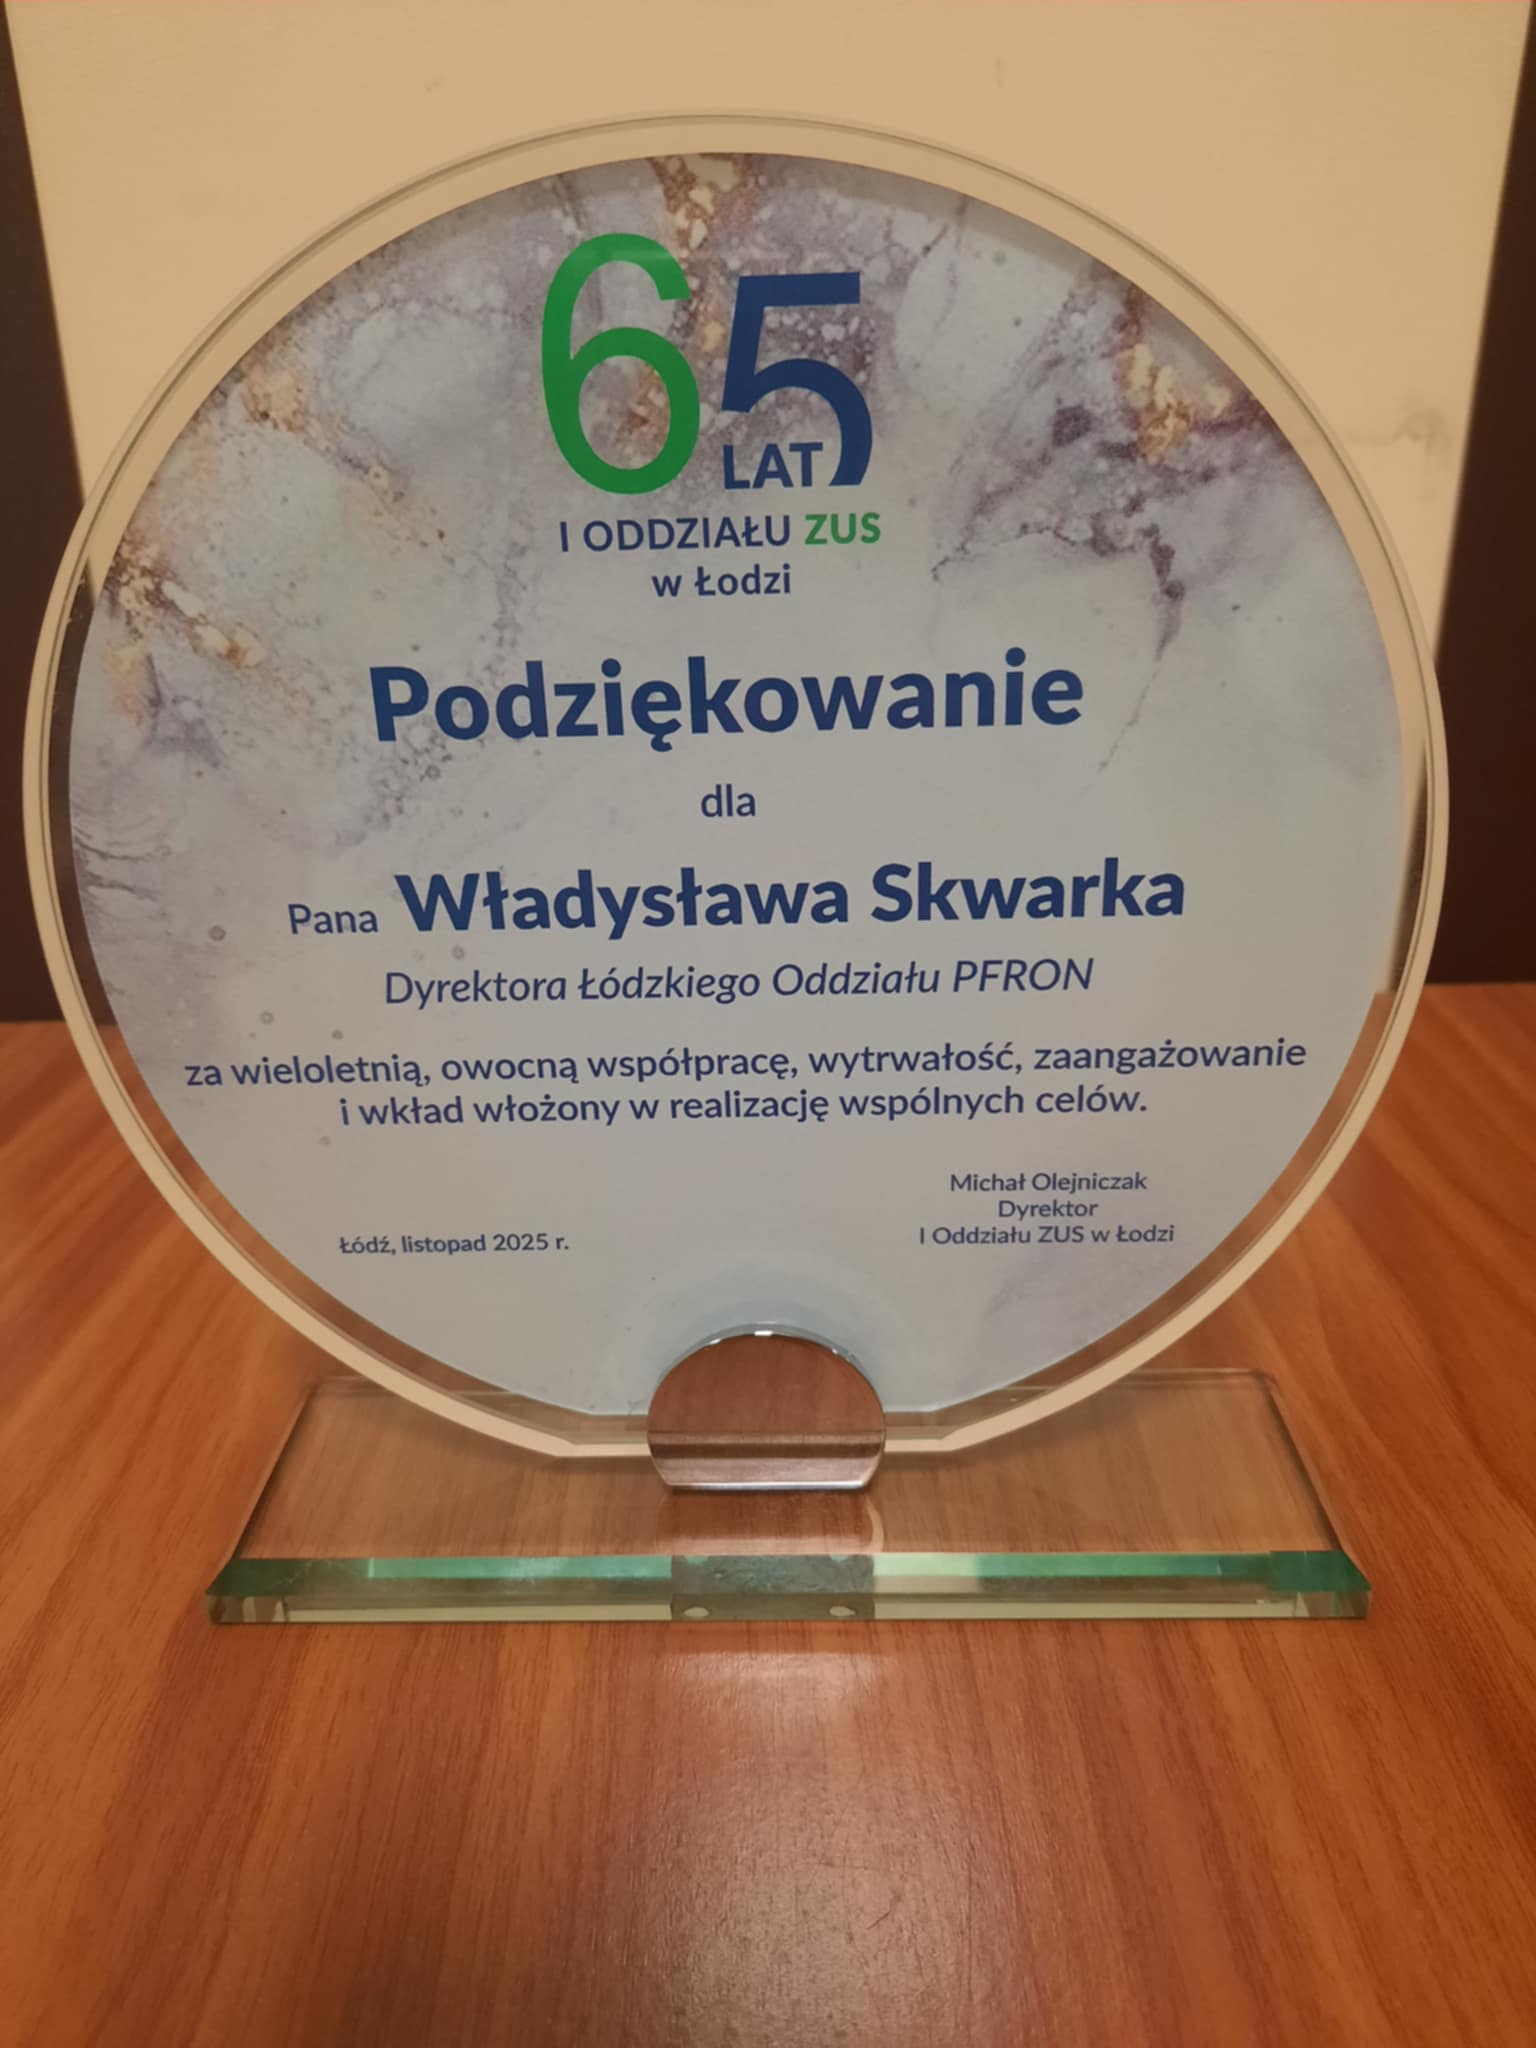 65
LAT
I ODDZIAŁU ZUS
w Łodzi
Podziękowanie
dla
Pana Władysława Skwarka
Dyrektora Łódzkiego Oddziału PFRON
za wieloletnią, owocną współpracę, wytrwałość, zaangażowanie
i wkład włożony w realizację wspólnych celów.
Michał Olejniczak
Dyrektor
I Oddziału ZUS w Łodzi
Łódź, listopad 2025 r.